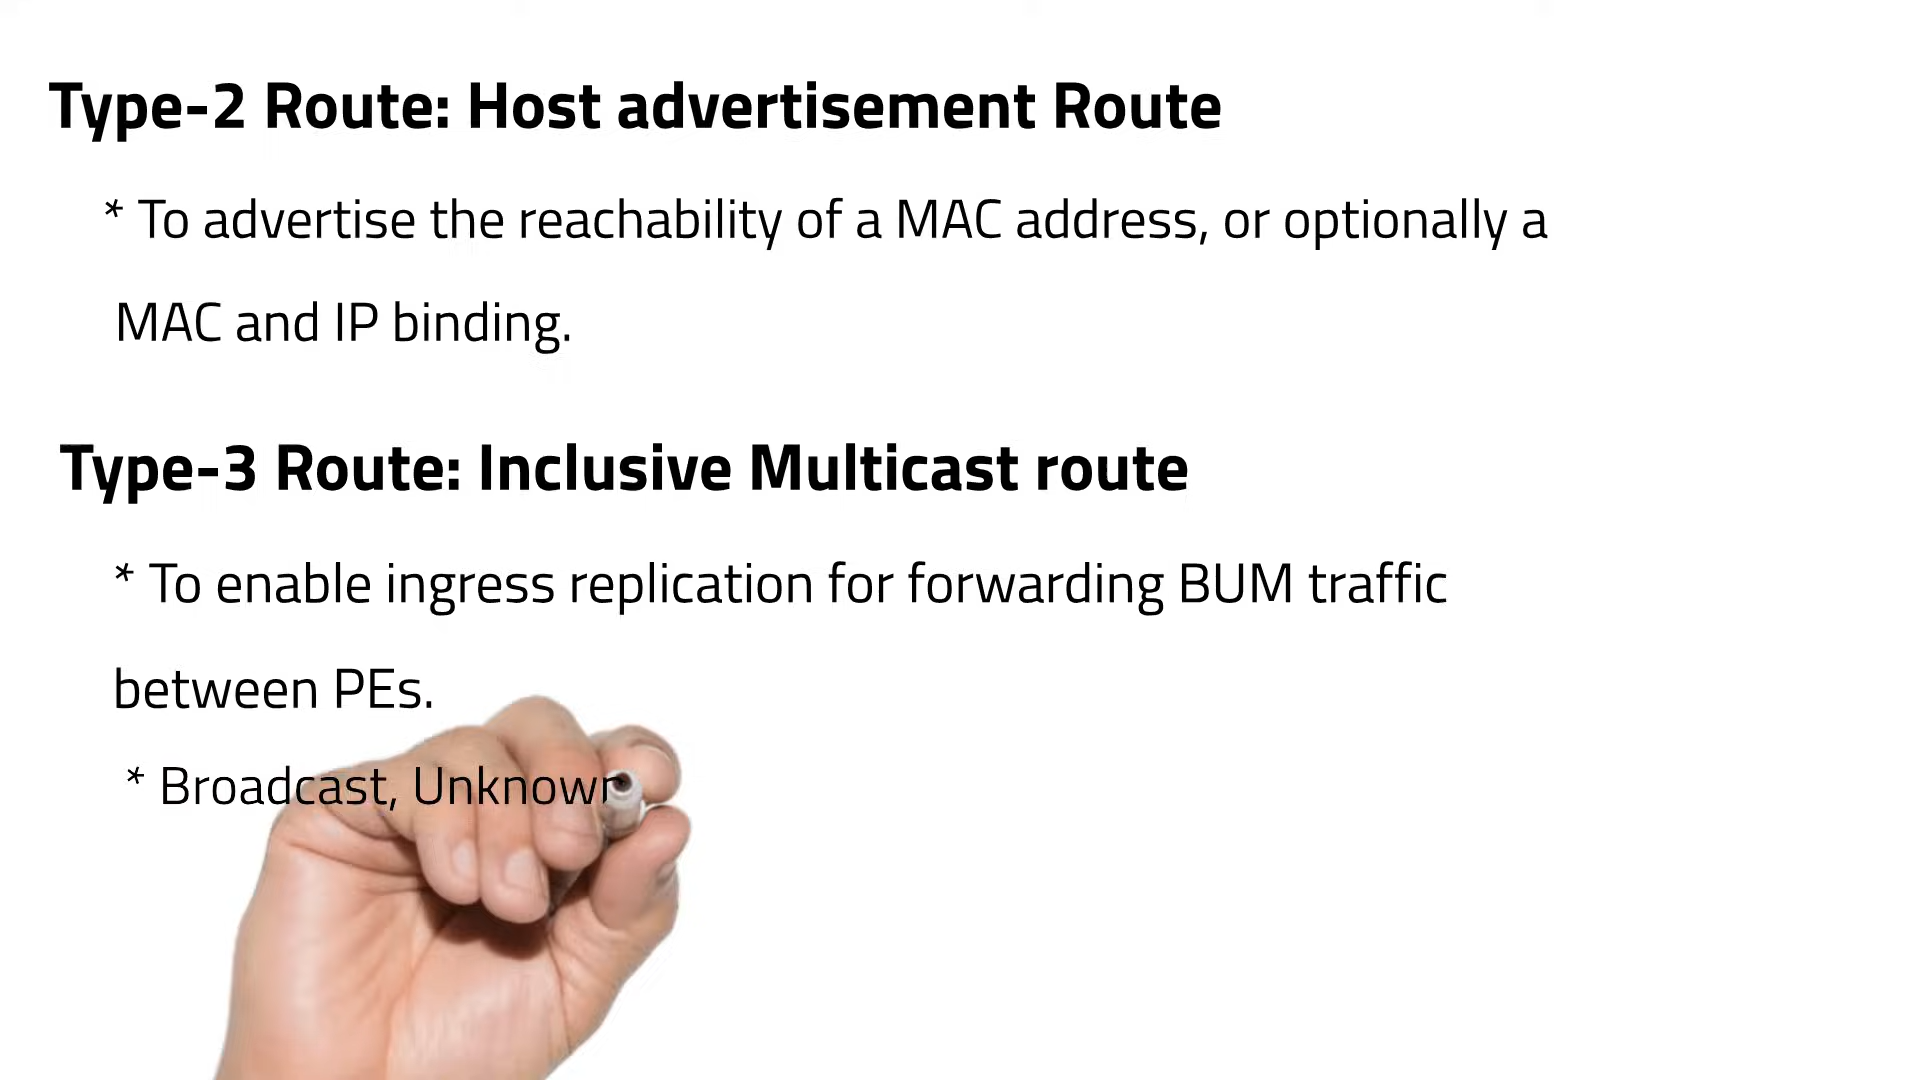 Type-2 Route: Host advertisement Route
* To advertise the reachability of a MAC address, or optionally a
MAC and IP binding.
Type-3 Route: Inclusive Multicast route
* To enable ingress replication for forwarding BUM traffic
between PEs.
* Broadcast, Unknown